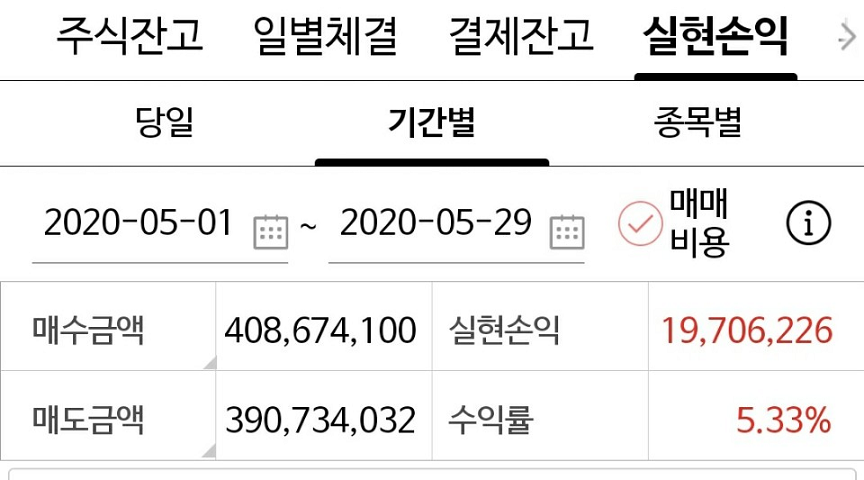 주식잔고 일별체결 결제잔고 실현손익
당일 기간별 종목별
2020-05-01 ~ 2020-05-29 매매
비용
매수금액 408,674,100 실현손익 19,706,226
매도금액 390,734,032 수익률 5.33%